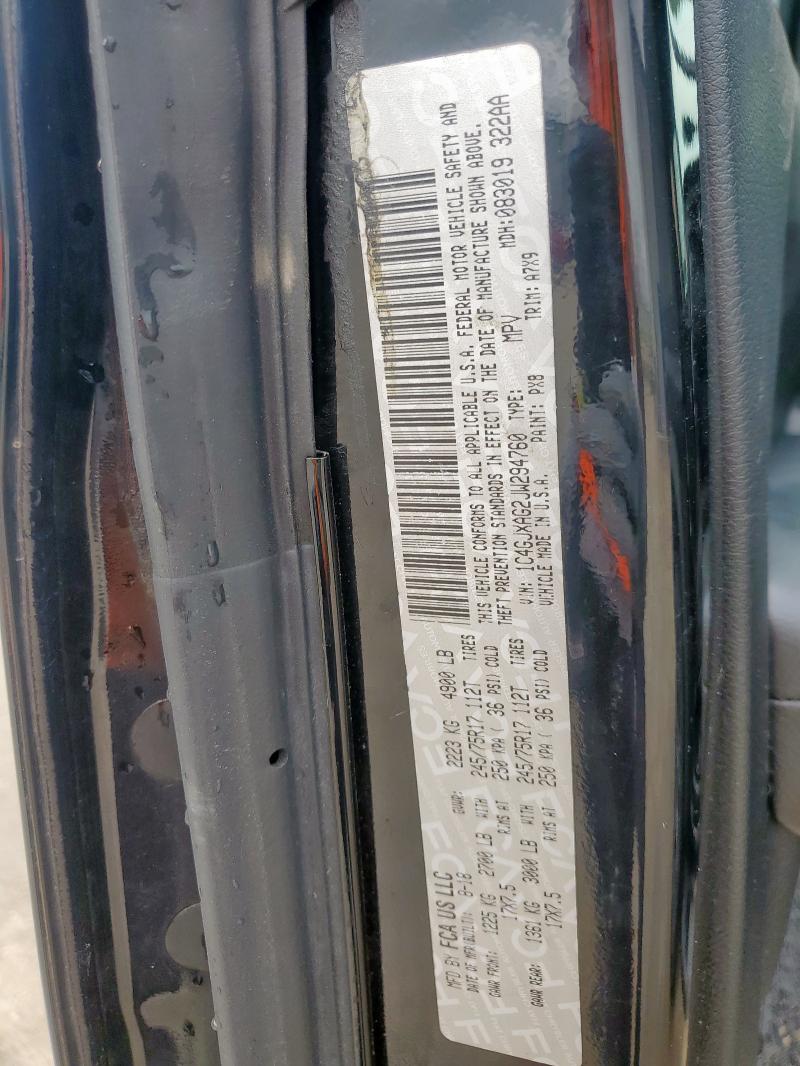 MFD BY FCA US LLC
DATE OF MFR(BUILT): 8-18 GVWR: 2223 KG 4900 LB
GAWR FRONT: 1225 KG 2700 LB WITH 245/75R17 112T TIRES
17X7.5 RIMS AT 250 KPA ( 36 PSI) COLD
GAWR REAR: 1361 KG 3000 LB WITH 245/75R17 112T TIRES
17X7.5 RIMS AT 250 KPA ( 36 PSI) COLD
THIS VEHICLE CONFORMS TO ALL APPLICABLE U.S.A. FEDERAL MOTOR VEHICLE SAFETY AND
THEFT PREVENTION STANDARDS IN EFFECT ON THE DATE OF MANUFACTURE SHOWN ABOVE.
VIN: 1C4GJXAG2JW294760 TYPE: MPV MDH:083019 322AA
VEHICLE MADE IN U.S.A. PAINT: PX8 TRIM: A7X9